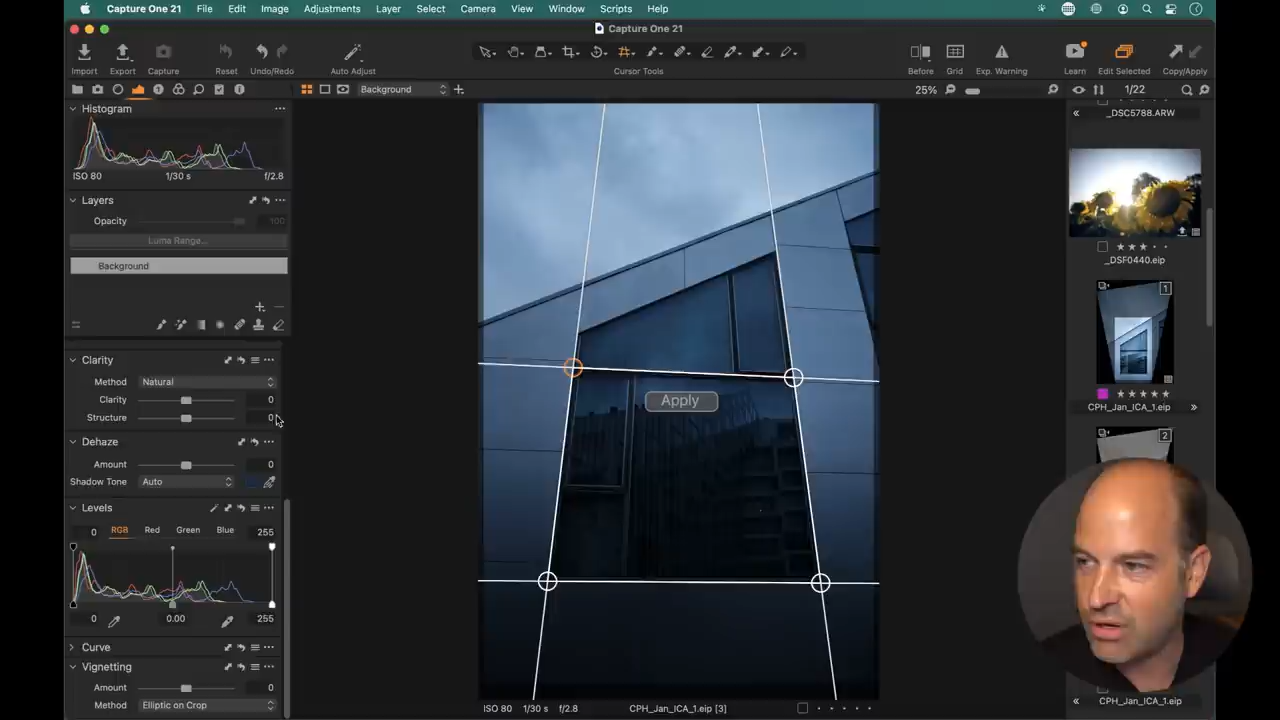 Capture One 21 File Edit Image Adjustments Layer Select Camera View Window Scripts Help
Capture One 21
Import Export Capture Reset Undo/Redo Auto Adjust Cursor Tools Before Grid Exp. Warning Learn Edit Selected Copy/Apply
Background 25% 1/22
Histogram
ISO 80 1/30 s f/2.8
Layers
Opacity 100
Luma Range...
Background
Clarity
Method Natural
Clarity 0
Structure 0
Dehaze
Amount 0
Shadow Tone Auto
Levels
0 RGB Red Green Blue 255
0 0.00 255
Curve
Vignetting
Amount 0
Method Elliptic on Crop
Apply
ISO 80 1/30 s f/2.8 CPH_Jan_ICA_1.eip [3]
_DSC5788.ARW
_DSF0440.eip
1
CPH_Jan_ICA_1.eip
2
CPH_Jan_ICA_1.eip